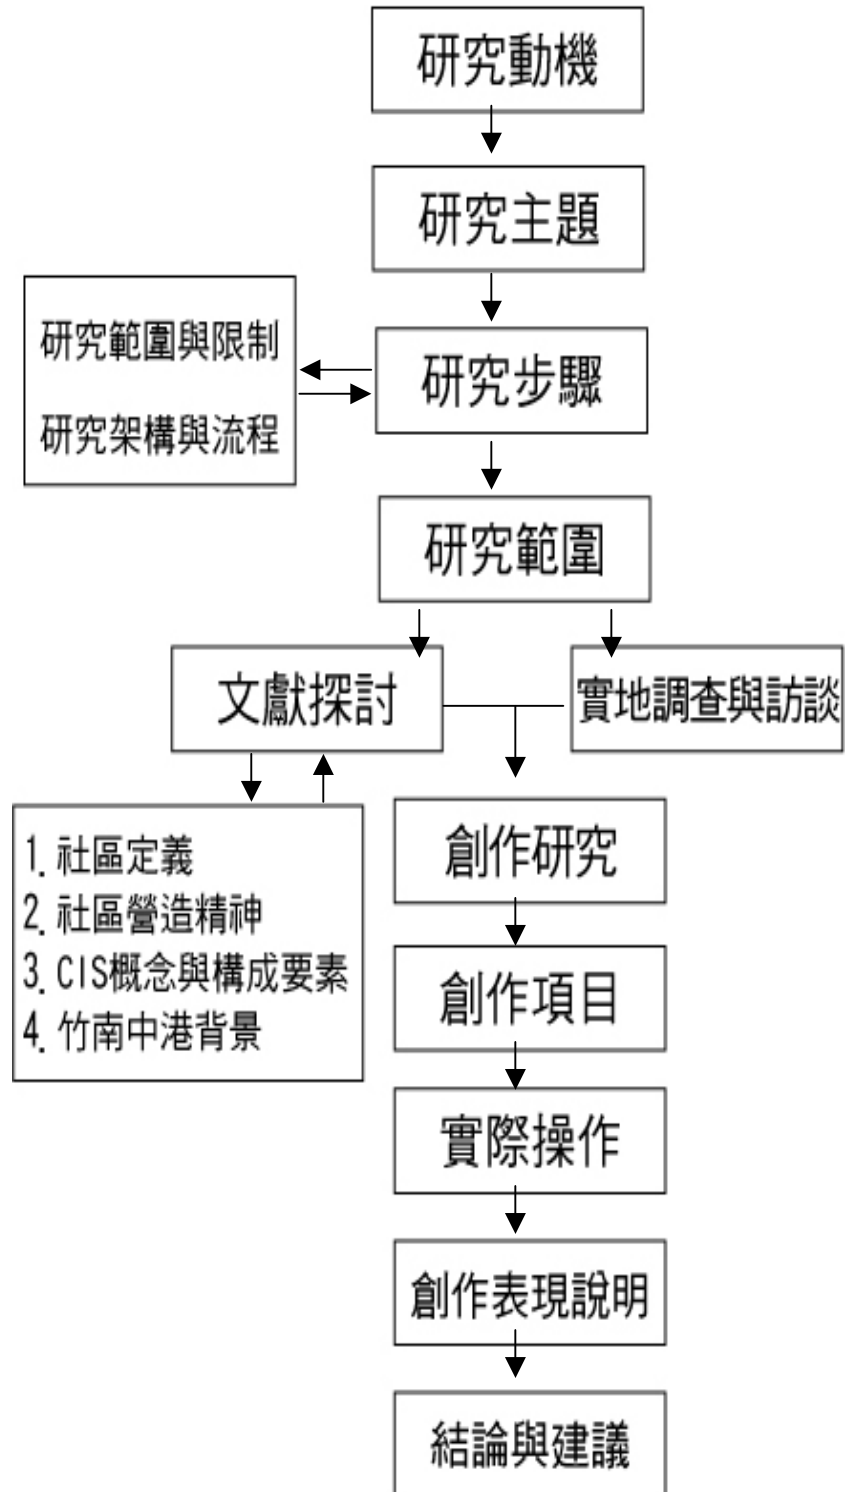 研究動機
研究主題
研究範圍與限制
研究架構與流程
研究步驟
研究範圍
文獻探討
實地調查與訪談
1. 社區定義
2. 社區營造精神
3. CIS概念與構成要素
4. 竹南中港背景
創作研究
創作項目
實際操作
創作表現說明
結論與建議